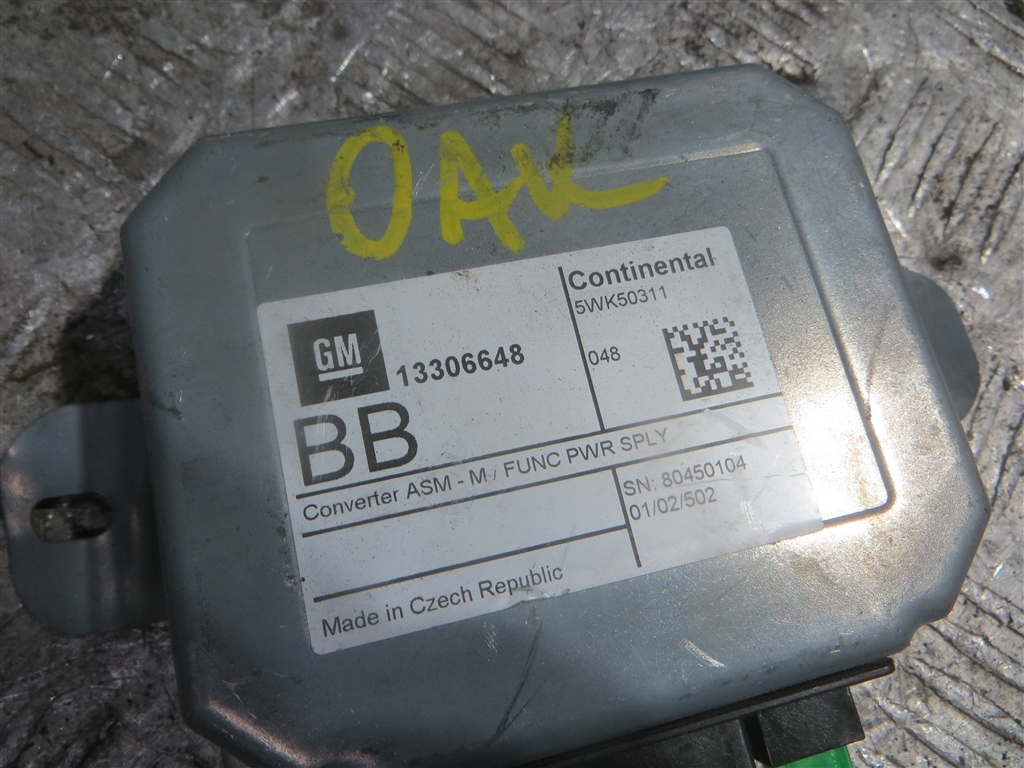 OAK
GM
13306648
BB
Continental
5WK50311
048
Converter ASM - M / FUNC PWR SPLY
SN: 80450104
01/02/502
Made in Czech Republic